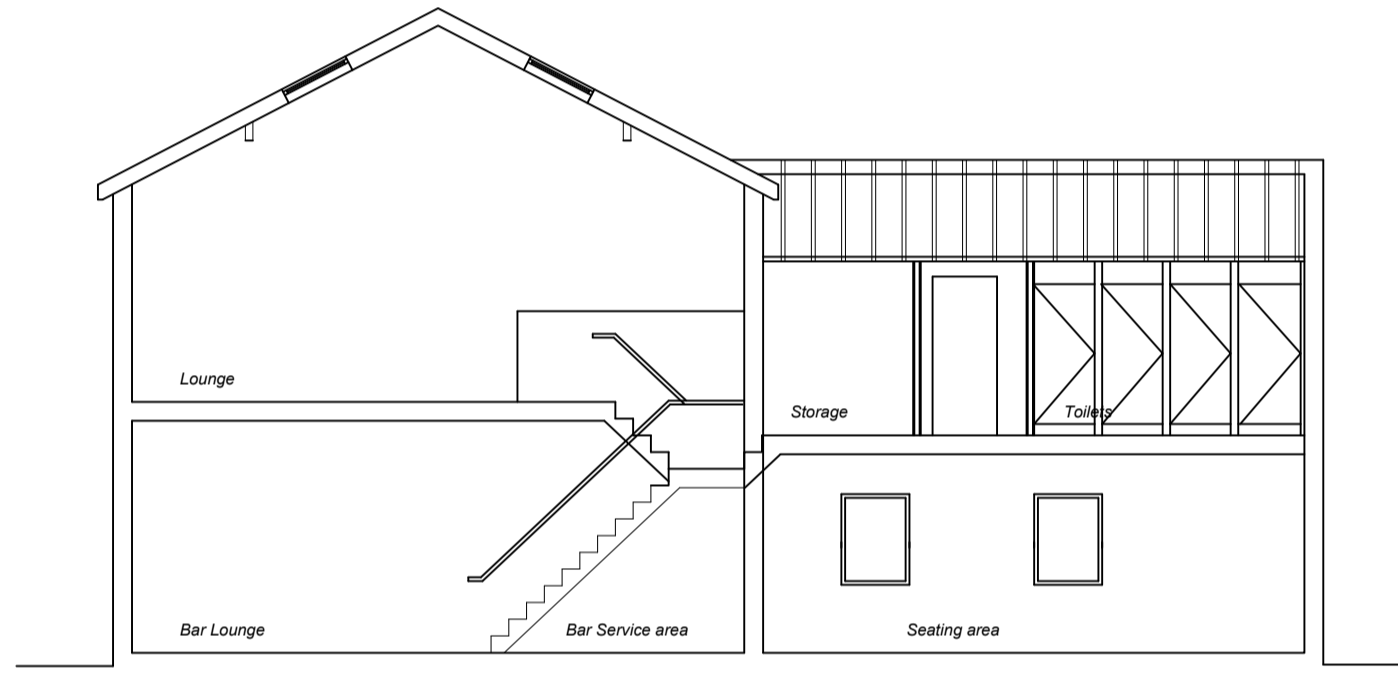 Lounge
Storage
Toilets
Bar Lounge
Bar Service area
Seating area